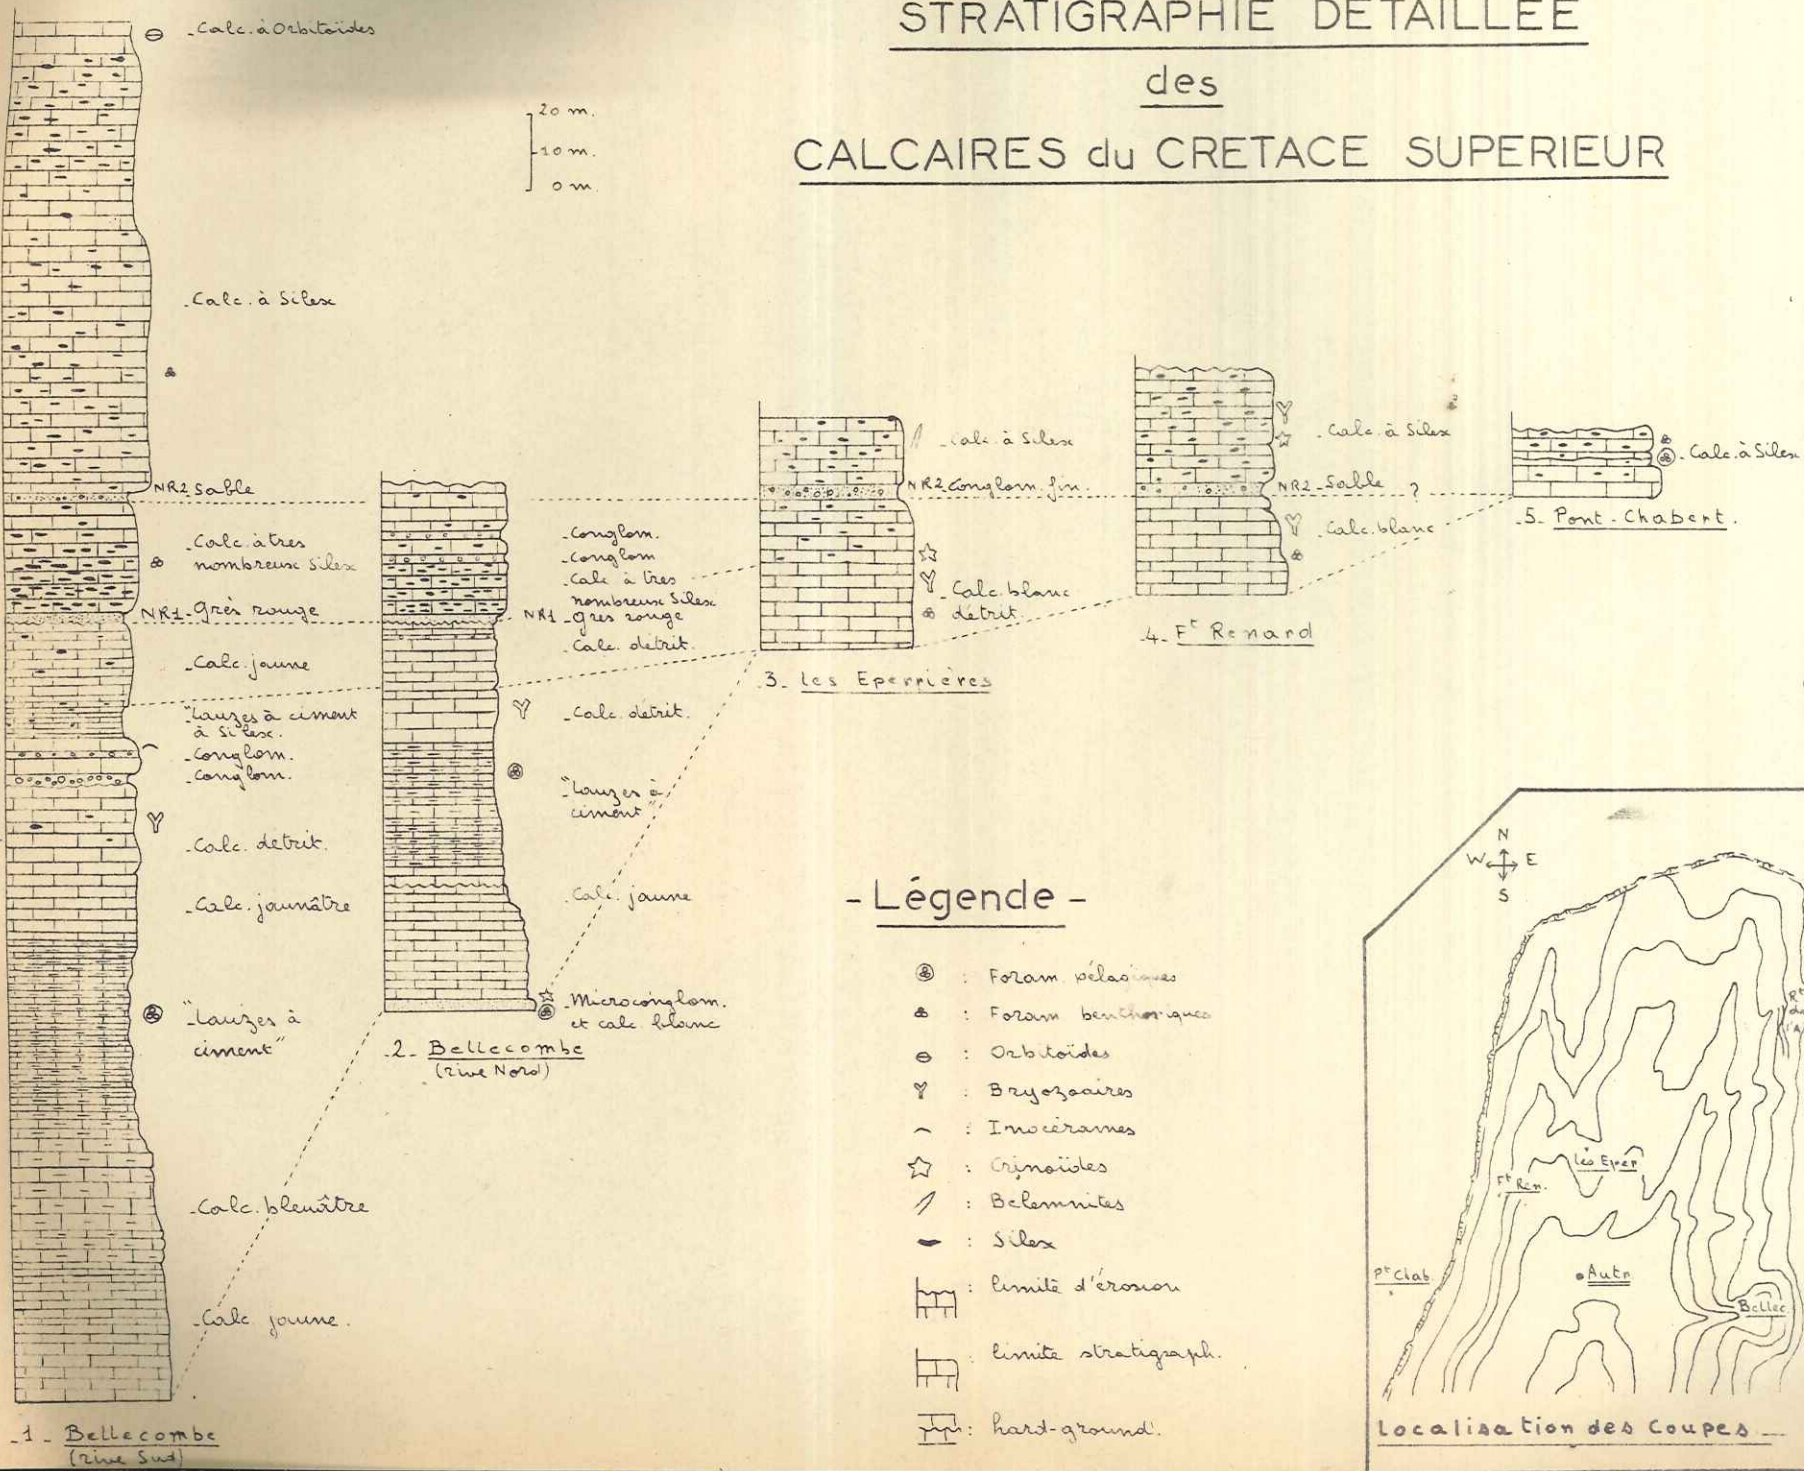 STRATIGRAPHIE DETAILLEE
des
CALCAIRES du CRETACE SUPERIEUR
20 m.
10 m.
0 m.
- Calc. à Orbitoïdes
- Calc. à Silex
NR2 - Sable
- Calc. à très
nombreux Silex
NR1 - Grès rouge
- Calc. jaune
- "Lauzes à ciment
à Silex.
- Conglom.
- Conglom.
- Calc. détrit.
- Calc. jaunâtre
- "Lauzes à
ciment"
- Calc. bleuâtre
- Calc. jaune.
- 1 - Bellecombe
(rive Sud)
- Conglom.
- Conglom
- Calc à très
nombreux Silex
NR1 - Grès rouge
- Calc. détrit.
- Calc. détrit.
- "Lauzes à
ciment"
- Calc. jaune
- Microconglom.
et calc. blanc
- 2 - Bellecombe
(rive Nord)
- Calc. à Silex
NR2 - Conglom. fin.
- Calc. blanc
détrit.
3 - Les Eperrières
- Calc. à Silex
NR2 - Sable ?
- Calc. blanc
- 4 - Ft Renard
- Calc. à Silex
- 5 - Pont - Chabert.
- Légende -
: Foram. pélagiques
: Foram benthoniques
: Orbitoïdes
: Bryozoaires
: Inocérames
: Crinoïdes
: Belemnites
: Silex
: limite d'érosion
: limite stratigraph.
: hard-ground.
N
W E
S
Les Eper
Ft Ren.
Pt Chab.
Autr
Bellec.
Localisation des Coupes